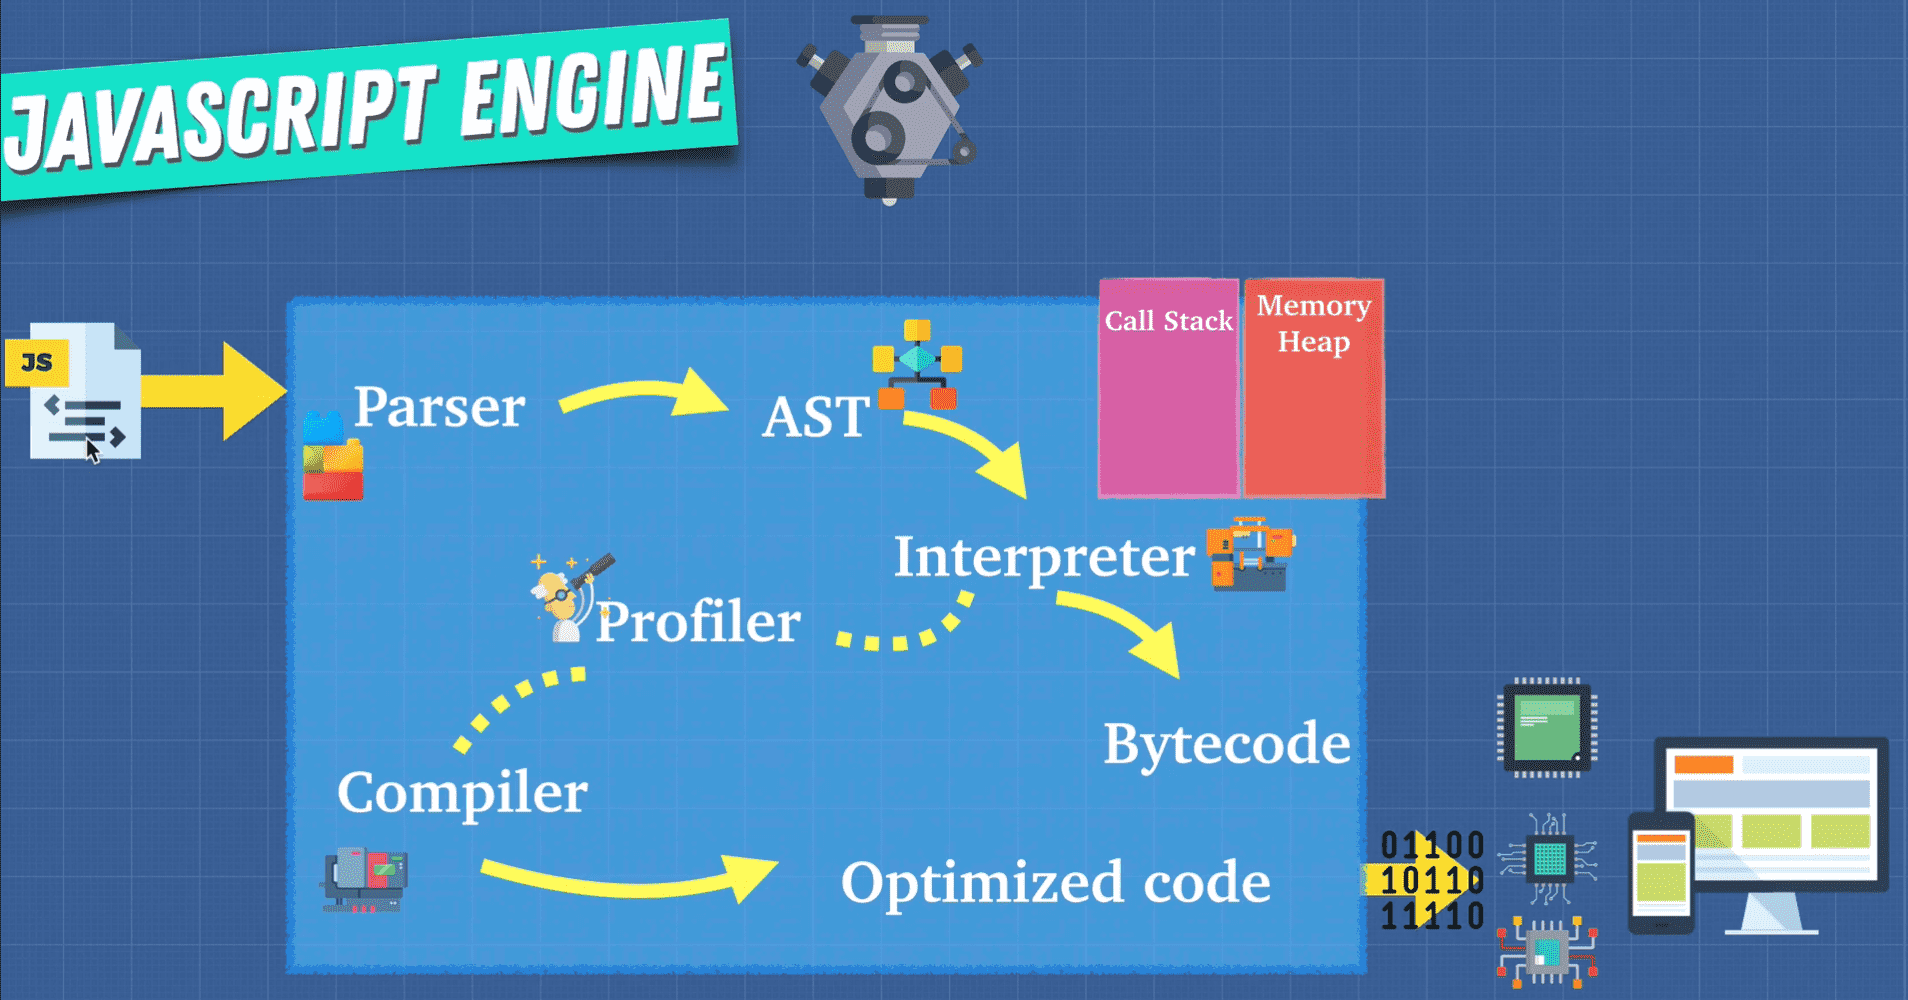 JAVASCRIPT ENGINE
JS
Parser
AST
Call Stack
Memory
Heap
Interpreter
Profiler
Bytecode
Compiler
Optimized code
01100
10110
11110